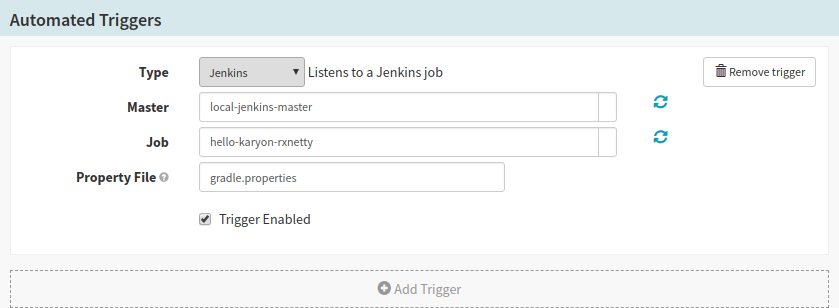 Automated Triggers
Type Jenkins Listens to a Jenkins job Remove trigger
Master local-jenkins-master
Job hello-karyon-rxnetty
Property File gradle.properties
Trigger Enabled
Add Trigger